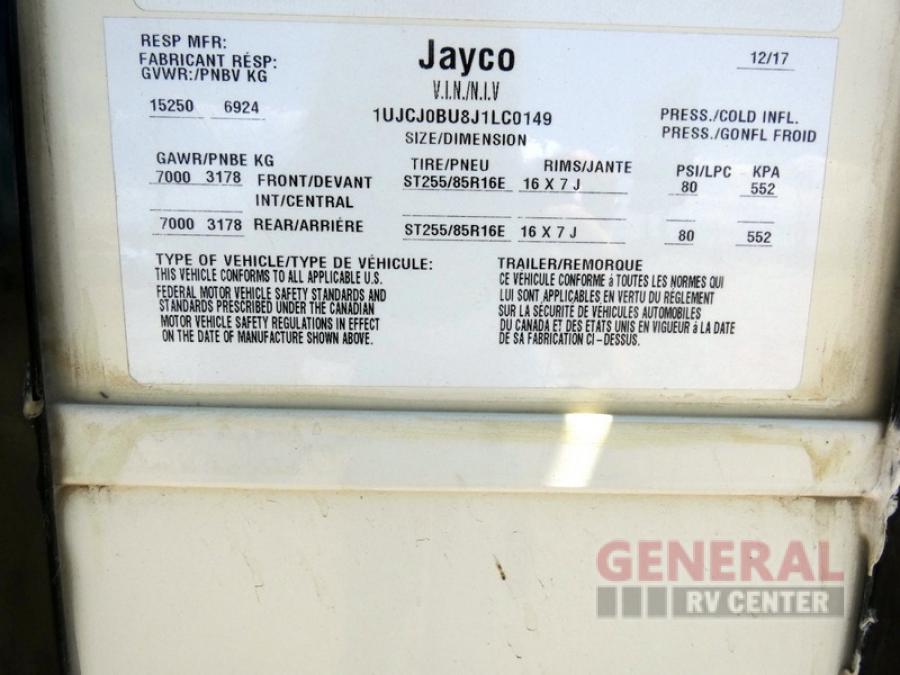 RESP MFR:
Jayco
12/17
FABRICANT RÉSP:
GVWR:/PNBV KG
V.I.N./N.I.V
15250 6924
1UJCJ0BU8J1LC0149
PRESS./COLD INFL.
SIZE/DIMENSION
PRESS./GONFL FROID
GAWR/PNBE KG
TIRE/PNEU RIMS/JANTE
PSI/LPC KPA
7000 3178 FRONT/DEVANT ST255/85R16E 16 X 7 J 80 552
INT/CENTRAL
7000 3178 REAR/ARRIÉRE ST255/85R16E 16 X 7 J 80 552
TYPE OF VEHICLE/TYPE DE VÉHICULE:
THIS VEHICLE CONFORMS TO ALL APPLICABLE U.S.
FEDERAL MOTOR VEHICLE SAFETY STANDARDS AND
STANDARDS PRESCRIBED UNDER THE CANADIAN
MOTOR VEHICLE SAFETY REGULATIONS IN EFFECT
ON THE DATE OF MANUFACTURE SHOWN ABOVE.
TRAILER/REMORQUE
CE VÉHICULE CONFORME à TOUTES LES NORMES QUI
LUI SONT APPLICABLES EN VERTU DU RÉGLEMENT
SUR LA SÉCURITÉ DE VÉHICULES AUTOMOBILES
DU CANADA ET DES ETATS UNIS EN VIGUEUR à LA DATE
DE SA FABRICATION CI-DESSUS.
GENERAL
RV CENTER